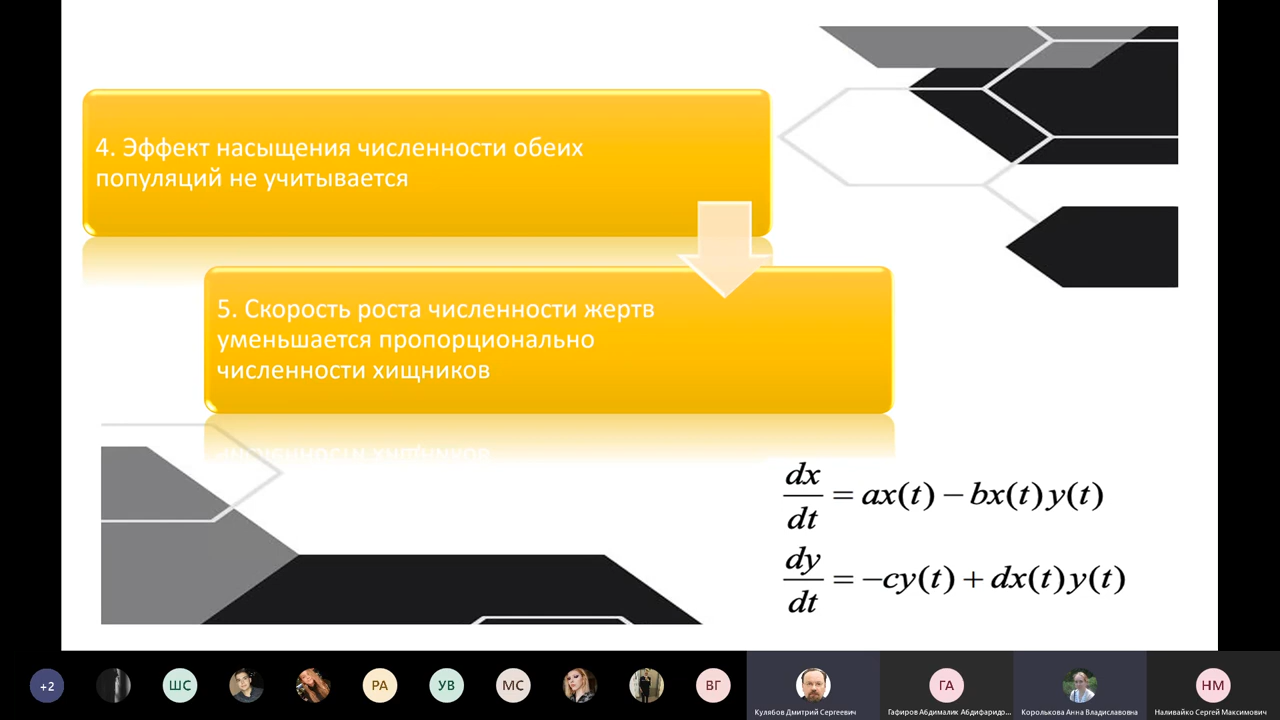 4. Эффект насыщения численности обеих
популяций не учитывается
5. Скорость роста численности жертв
уменьшается пропорционально
численности хищников
dx/dt = ax(t) − bx(t)y(t)
dy/dt = −cy(t) + dx(t)y(t)
+2
ШС
РА
УВ
МС
ВГ
ГА
НМ
Кулябов Дмитрий Сергеевич
Гафиров Абдималик Абдифаридр...
Королькова Анна Владиславовна
Наливайко Сергей Максимович